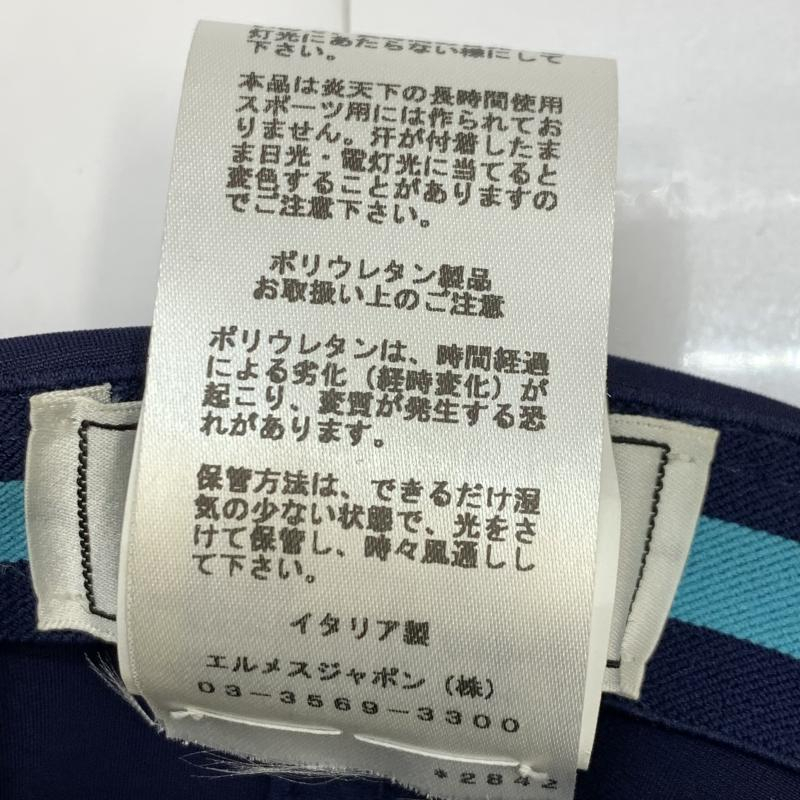 灯光にあたらない様にして
下さい。
本品は炎天下の長時間使用
スポーツ用には作られてお
りません。汗が付着したま
ま日光・電灯光に当てると
変色することがありますの
でご注意下さい。
ポリウレタン製品
お取扱い上のご注意
ポリウレタンは、時間経過
による劣化（経時変化）が
起こり、変質が発生する恐
れがあります。
保管方法は、できるだけ湿
気の少ない状態で、光をさ
けて保管し、時々風通しし
て下さい。
イタリア製
エルメスジャポン（株）
03-3569-3300
*2842